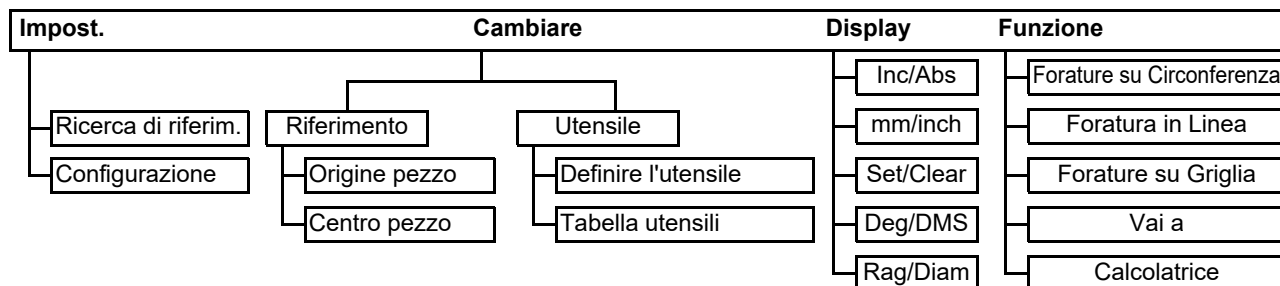 Impost. Cambiare Display Funzione
Inc/Abs Forature su Circonferenza
Ricerca di riferim. Riferimento Utensile mm/inch Foratura in Linea
Configurazione Origine pezzo Definire l'utensile Set/Clear Forature su Griglia
Centro pezzo Tabella utensili Deg/DMS Vai a
Rag/Diam Calcolatrice